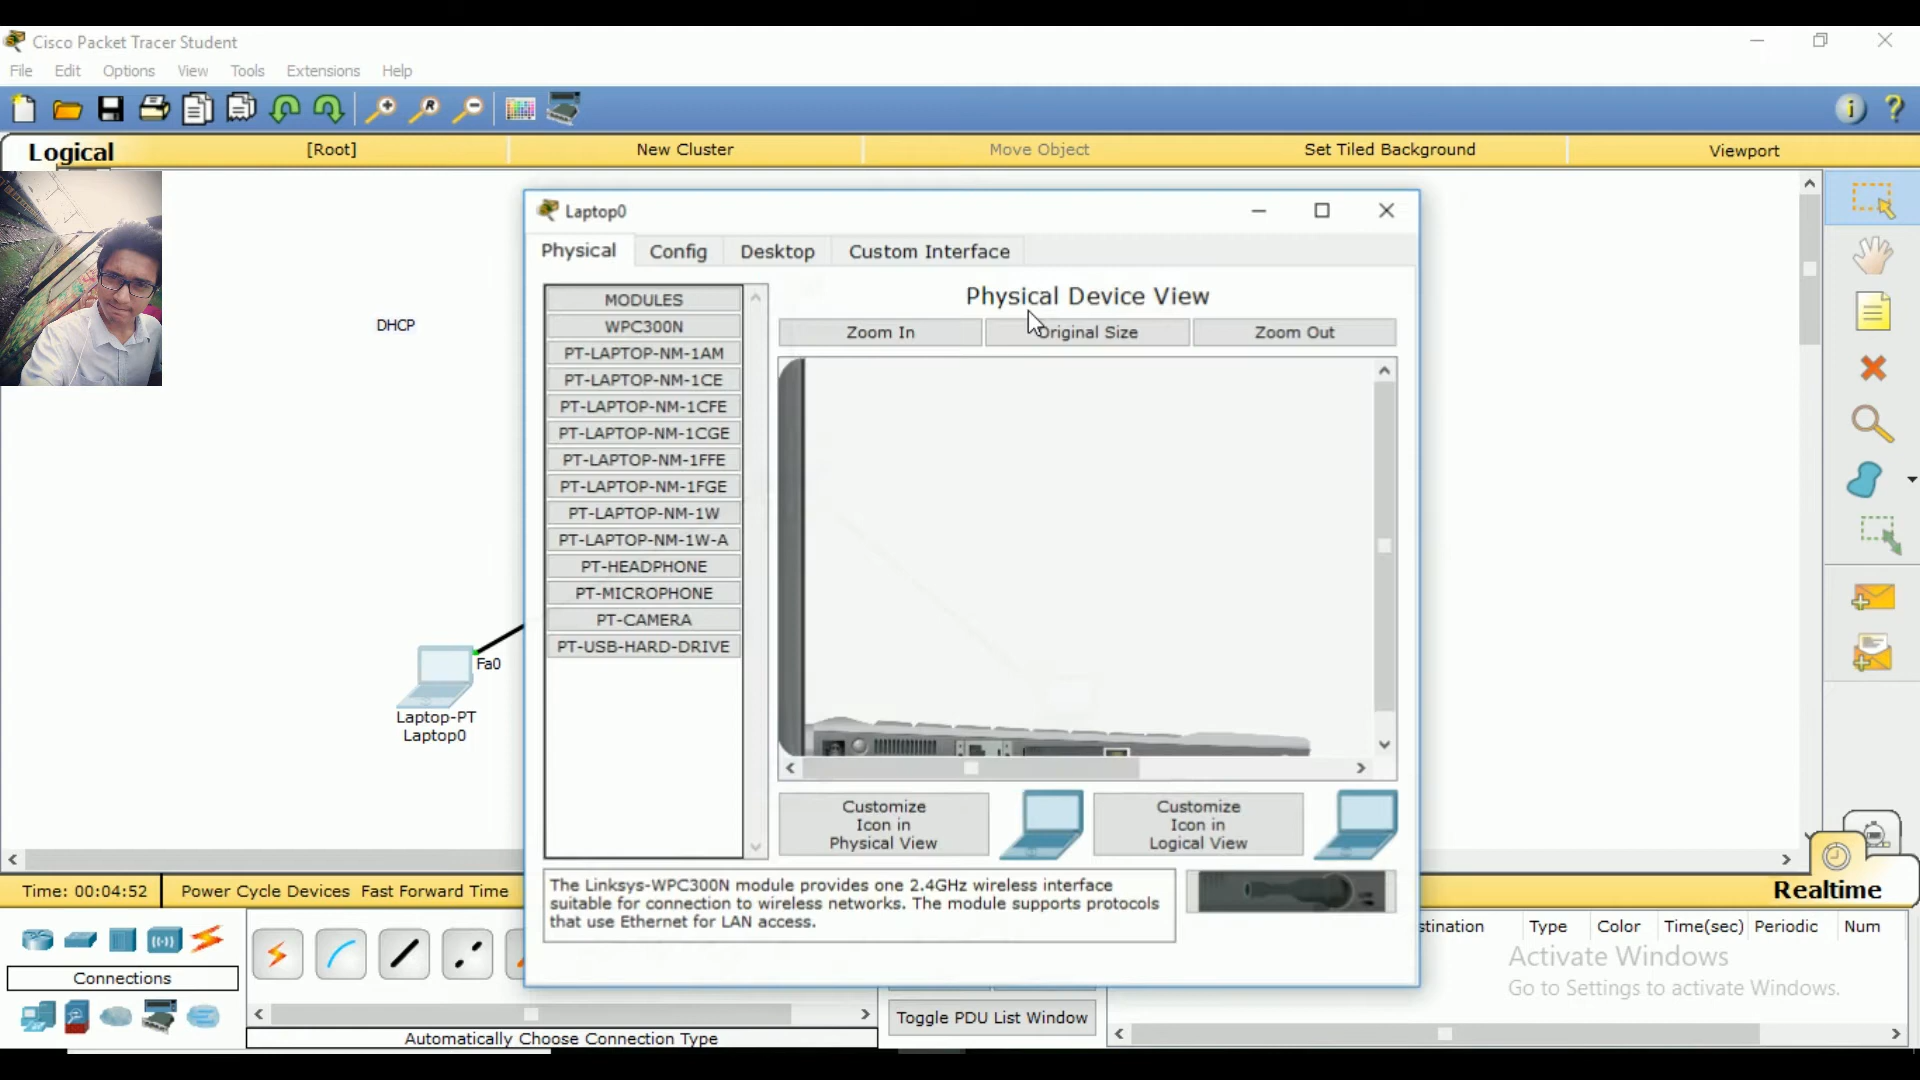 Cisco Packet Tracer Student
File Edit Options View Tools Extensions Help
R
i ?
Logical [Root] New Cluster Move Object Set Tiled Background Viewport
Laptop0
Physical Config Desktop Custom Interface
MODULES
WPC300N
PT-LAPTOP-NM-1AM
PT-LAPTOP-NM-1CE
PT-LAPTOP-NM-1CFE
PT-LAPTOP-NM-1CGE
PT-LAPTOP-NM-1FFE
PT-LAPTOP-NM-1FGE
PT-LAPTOP-NM-1W
PT-LAPTOP-NM-1W-A
PT-HEADPHONE
PT-MICROPHONE
PT-CAMERA
PT-USB-HARD-DRIVE
Physical Device View
Zoom In Original Size Zoom Out
DHCP
Fa0
Laptop-PT
Laptop0
Customize
Icon in
Physical View
Customize
Icon in
Logical View
The Linksys-WPC300N module provides one 2.4GHz wireless interface
suitable for connection to wireless networks. The module supports protocols
that use Ethernet for LAN access.
Time: 00:04:52 Power Cycle Devices Fast Forward Time
Realtime
stination Type Color Time(sec) Periodic Num
Connections
Activate Windows
Go to Settings to activate Windows.
Toggle PDU List Window
Automatically Choose Connection Type